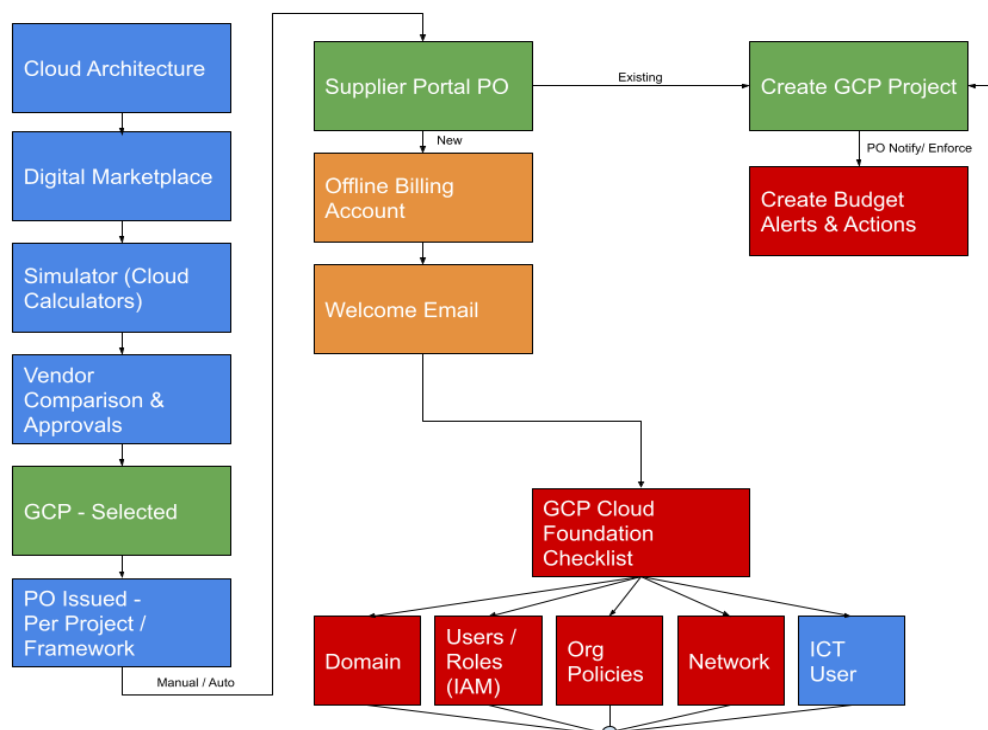 Cloud Architecture
Digital Marketplace
Simulator (Cloud
Calculators)
Vendor
Comparison &
Approvals
GCP - Selected
PO Issued -
Per Project /
Framework
Manual / Auto
Supplier Portal PO
Existing
New
Offline Billing
Account
Welcome Email
Create GCP Project
PO Notify/ Enforce
Create Budget
Alerts & Actions
GCP Cloud
Foundation
Checklist
Domain
Users /
Roles
(IAM)
Org
Policies
Network
ICT
User